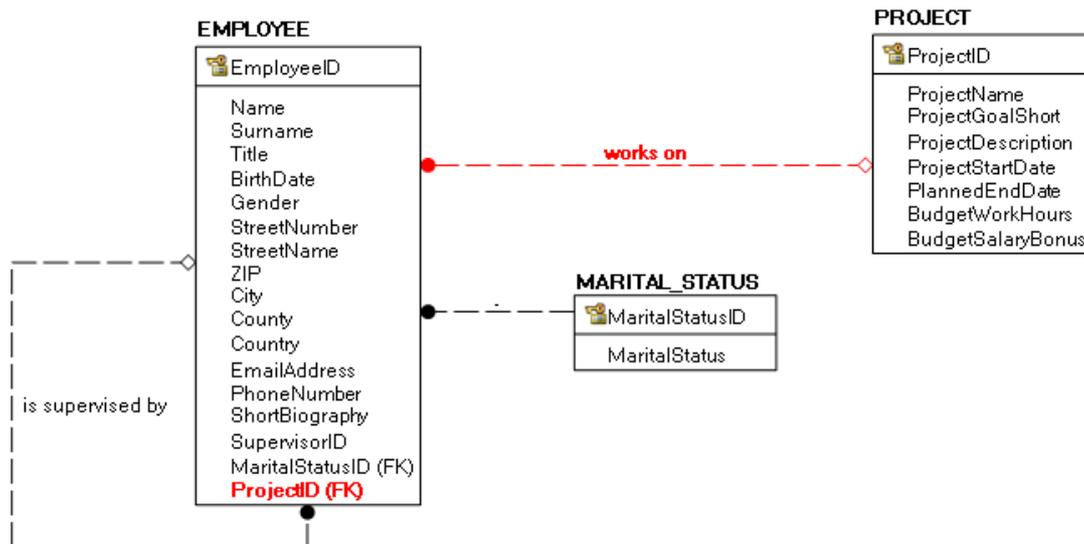 EMPLOYEE
EmployeeID
Name
Surname
Title
BirthDate
Gender
StreetNumber
StreetName
ZIP
City
County
Country
EmailAddress
PhoneNumber
ShortBiography
SupervisorID
MaritalStatusID (FK)
ProjectID (FK)
is supervised by
works on
PROJECT
ProjectID
ProjectName
ProjectGoalShort
ProjectDescription
ProjectStartDate
PlannedEndDate
BudgetWorkHours
BudgetSalaryBonus
MARITAL_STATUS
MaritalStatusID
MaritalStatus